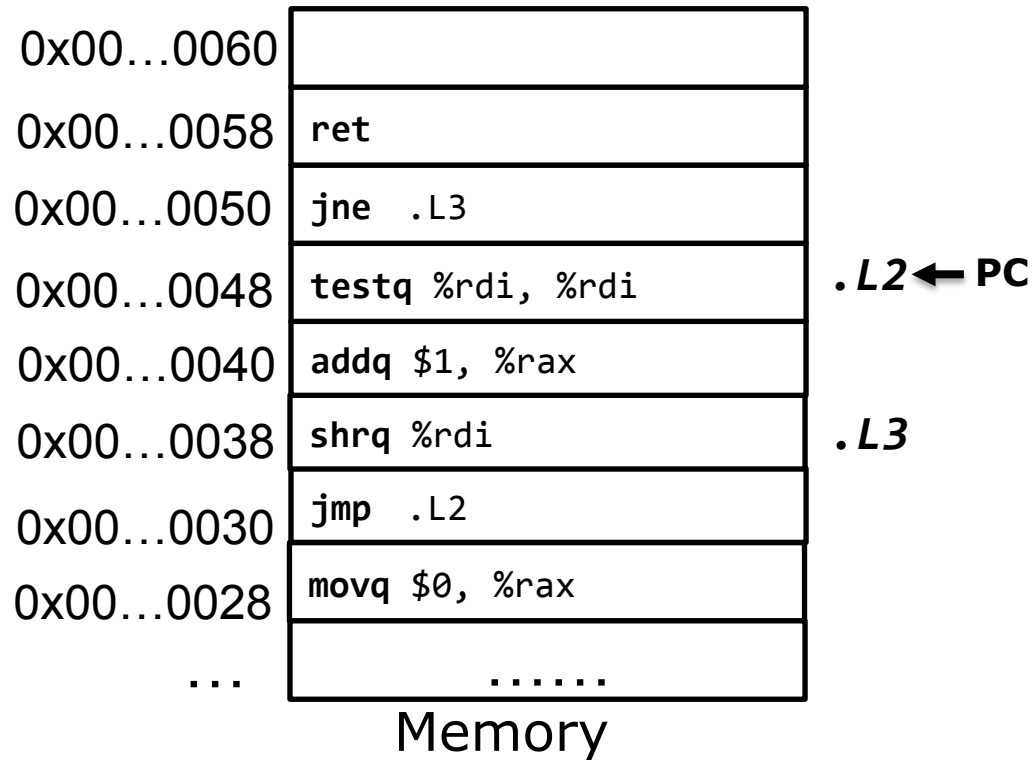 0x00…0060
0x00…0058 ret
0x00…0050 jne .L3
0x00…0048 testq %rdi, %rdi .L2 PC
0x00…0040 addq $1, %rax
0x00…0038 shrq %rdi .L3
0x00…0030 jmp .L2
0x00…0028 movq $0, %rax
… ……
Memory